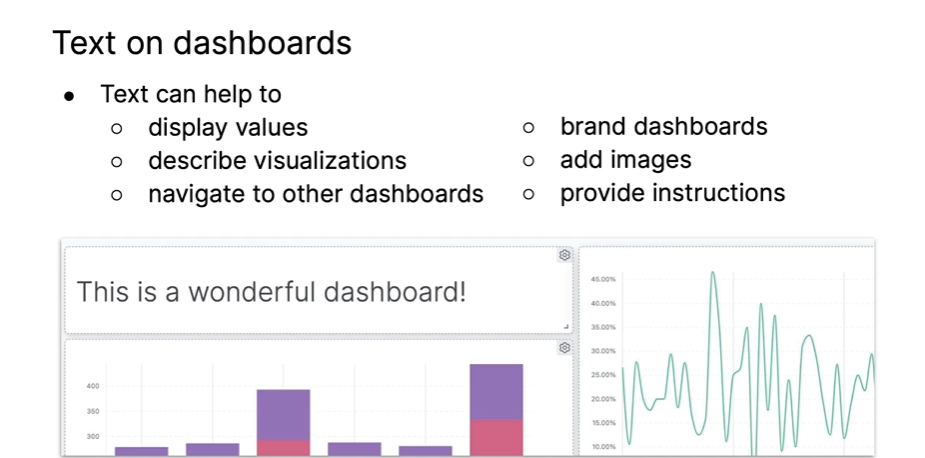 Text on dashboards
● Text can help to
○ display values
○ describe visualizations
○ navigate to other dashboards
○ brand dashboards
○ add images
○ provide instructions
This is a wonderful dashboard!
400
350
300
45.00%
40.00%
35.00%
30.00%
25.00%
20.00%
15.00%
10.00%